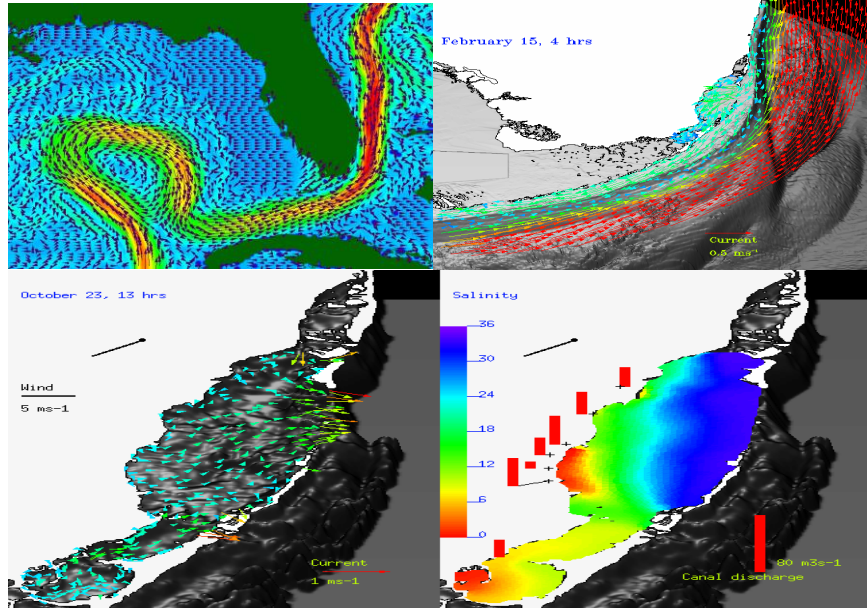 February 15, 4 hrs
Current
0.5 ms⁻¹
October 23, 13 hrs
Wind
5 ms-1
Current
1 ms-1
Salinity
36
30
24
18
12
6
0
80 m3s-1
Canal discharge